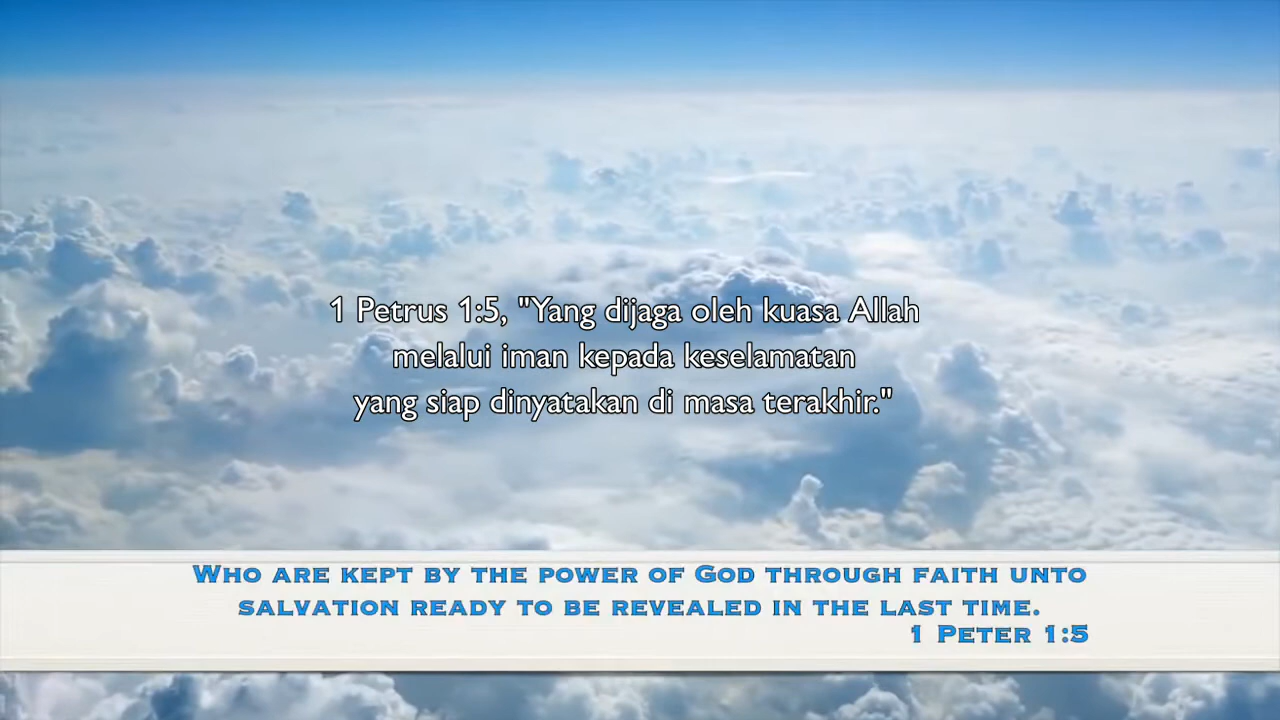 1 Petrus 1:5, "Yang dijaga oleh kuasa Allah
melalui iman kepada keselamatan
yang siap dinyatakan di masa terakhir."
Who are kept by the power of God through faith unto
salvation ready to be revealed in the last time.
1 Peter 1:5